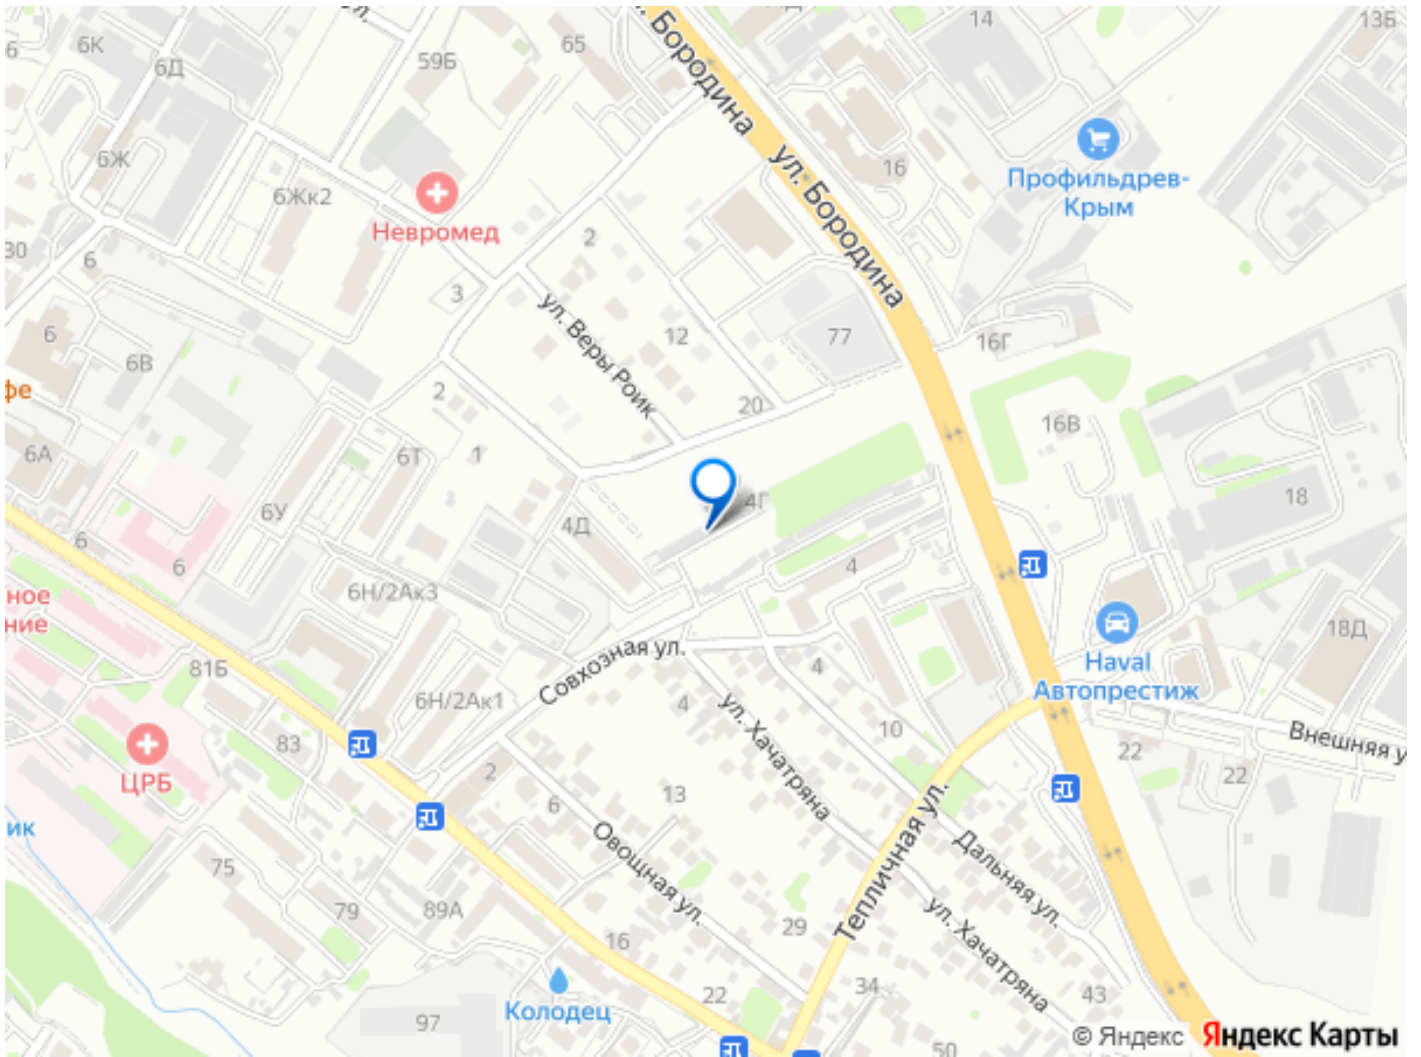 ул.
ул. Бородина
14
13Б
6
6К
6Д
59Б
65
6Ж
6Жк2
Невромед
16
Профильдрев-
Крым
ул. Бородина
30
6
3
2
ул. Веры Роик
12
77
16Г
6
6В
фе
2
20
16В
6А
1
6Т
6У
4Г
4Д
18
6
6
6Н/2Ак3
4
ное
ние
81Б
Совхозная ул.
4
Haval
Автопрестиж
18Д
6Н/2Ак1
4
ул. Хачатряна
10
Внешняя у
83
ЦРБ
2
22
22
ик
6
13
Овощная ул.
Тепличная ул.
Дальняя ул.
75
79
89А
16
29
ул. Хачатряна
Колодец
97
22
34
43
50
© Яндекс Яндекс Карты